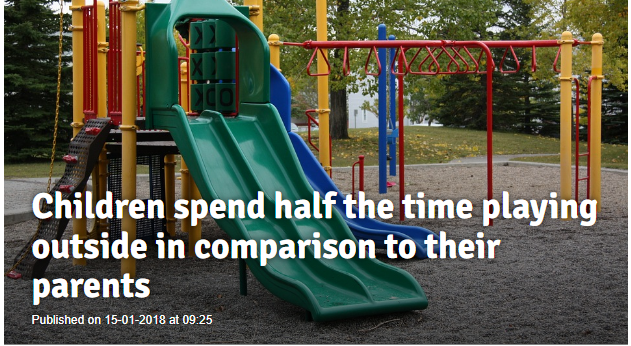 Children spend half the time playing
outside in comparison to their
parents
Published on 15-01-2018 at 09:25